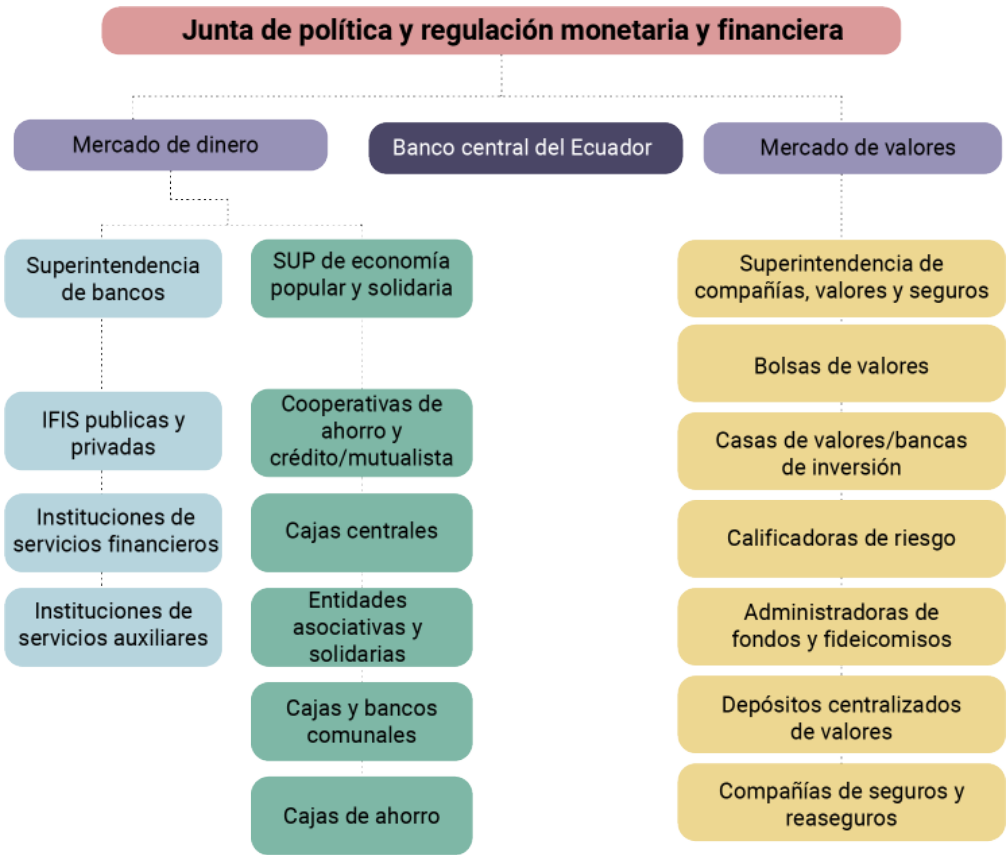 Junta de política y regulación monetaria y financiera
Mercado de dinero
Banco central del Ecuador
Mercado de valores
Superintendencia
de bancos
SUP de economía
popular y solidaria
Superintendencia de
compañías, valores y seguros
Bolsas de valores
IFIS publicas y
privadas
Cooperativas de
ahorro y
crédito/mutualista
Casas de valores/bancas
de inversión
Instituciones de
servicios financieros
Cajas centrales
Calificadoras de riesgo
Instituciones de
servicios auxiliares
Entidades
asociativas y
solidarias
Administradoras de
fondos y fideicomisos
Cajas y bancos
comunales
Depósitos centralizados
de valores
Cajas de ahorro
Compañías de seguros y
reaseguros